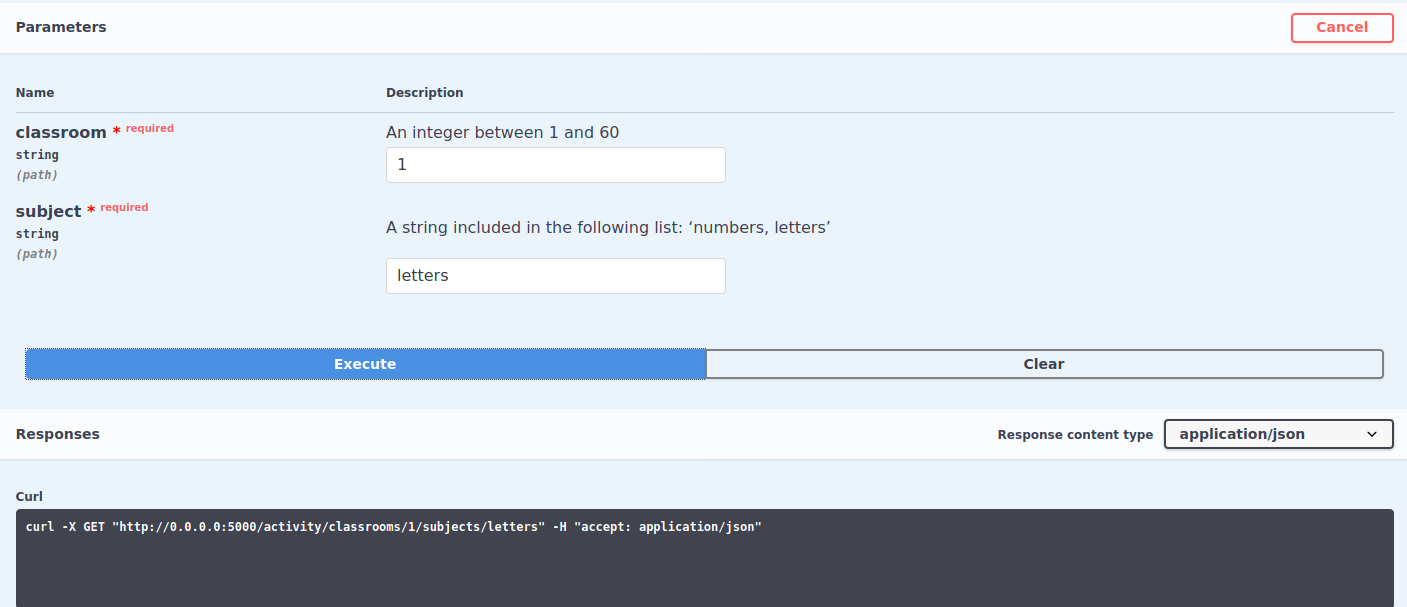 Parameters
Cancel
Name
Description
classroom * required
string
(path)
An integer between 1 and 60
1
subject * required
string
(path)
A string included in the following list: ‘numbers, letters’
letters
Execute
Clear
Responses
Response content type
application/json
Curl
curl -X GET "http://0.0.0.0:5000/activity/classrooms/1/subjects/letters" -H "accept: application/json"